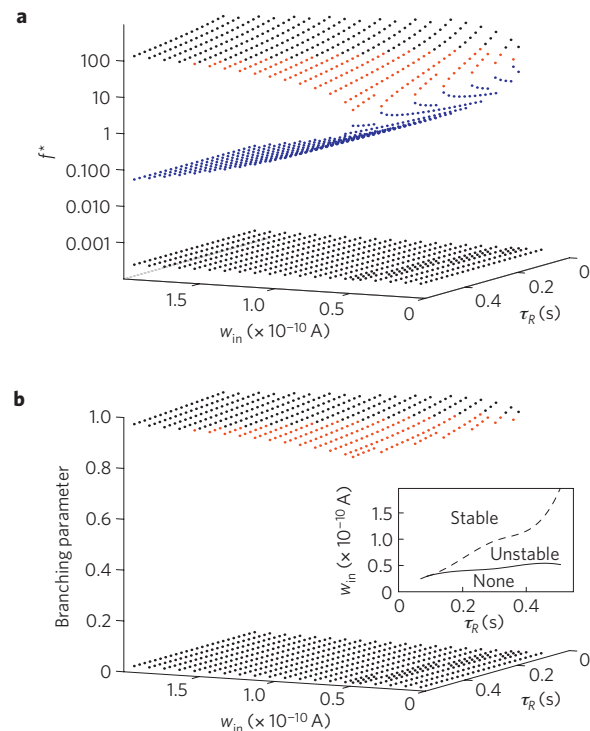 a
100
10
1
0.100
0.010
0.001
f*
1.5
1.0
0.5
0
w_in (× 10⁻¹⁰ A)
0.4
0.2
0
τ_R (s)
b
1.0
0.8
0.6
0.4
0.2
0
Branching parameter
1.5
1.0
0.5
0
w_in (× 10⁻¹⁰ A)
Stable
Unstable
None
0
0.2
0.4
τ_R (s)
1.5
1.0
0.5
0
w_in (× 10⁻¹⁰ A)
0.4
0.2
0
τ_R (s)